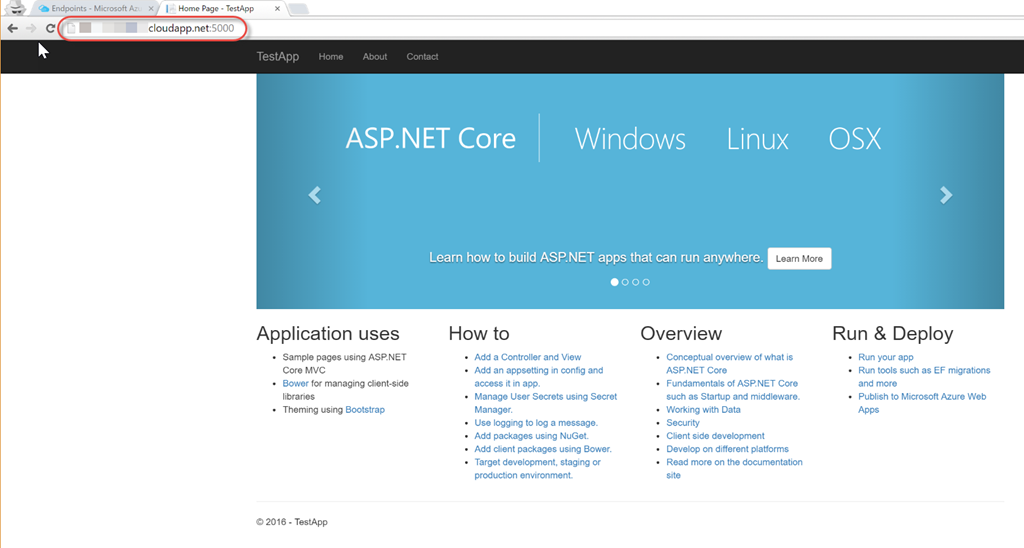 Endpoints - Microsoft Az
Home Page - TestApp
cloudapp.net:5000
TestApp Home About Contact
ASP.NET Core Windows Linux OSX
Learn how to build ASP.NET apps that can run anywhere. Learn More
Application uses
Sample pages using ASP.NET
Core MVC
Bower for managing client-side
libraries
Theming using Bootstrap
How to
Add a Controller and View
Add an appsetting in config and
access it in app.
Manage User Secrets using Secret
Manager.
Use logging to log a message.
Add packages using NuGet.
Add client packages using Bower.
Target development, staging or
production environment.
Overview
Conceptual overview of what is
ASP.NET Core
Fundamentals of ASP.NET Core
such as Startup and middleware.
Working with Data
Security
Client side development
Develop on different platforms
Read more on the documentation
site
Run & Deploy
Run your app
Run tools such as EF migrations
and more
Publish to Microsoft Azure Web
Apps
© 2016 - TestApp